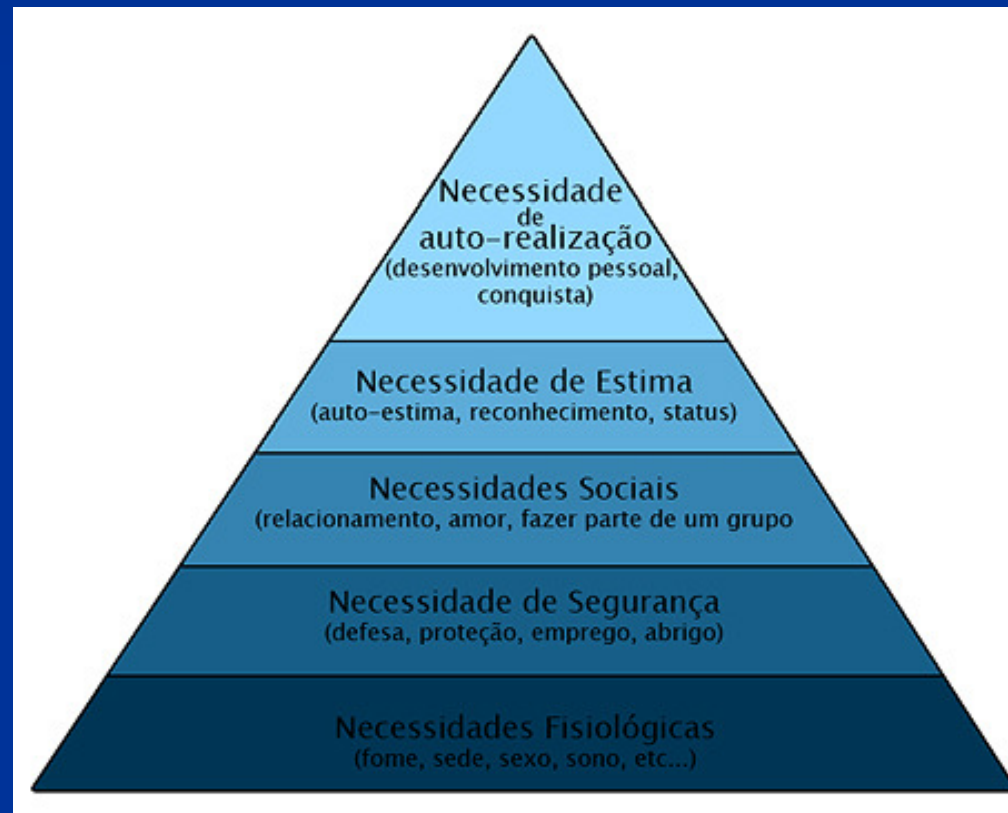 Necessidade
de
auto-realização
(desenvolvimento pessoal,
conquista)
Necessidade de Estima
(auto-estima, reconhecimento, status)
Necessidades Sociais
(relacionamento, amor, fazer parte de um grupo
Necessidade de Segurança
(defesa, proteção, emprego, abrigo)
Necessidades Fisiológicas
(fome, sede, sexo, sono, etc...)